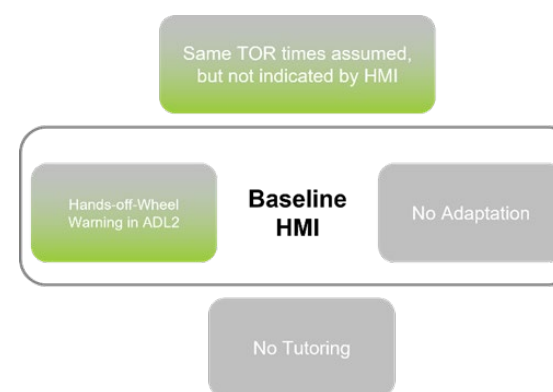 Same TOR times assumed,
but not indicated by HMI
Hands-off-Wheel
Warning in ADL2
Baseline
HMI
No Adaptation
No Tutoring